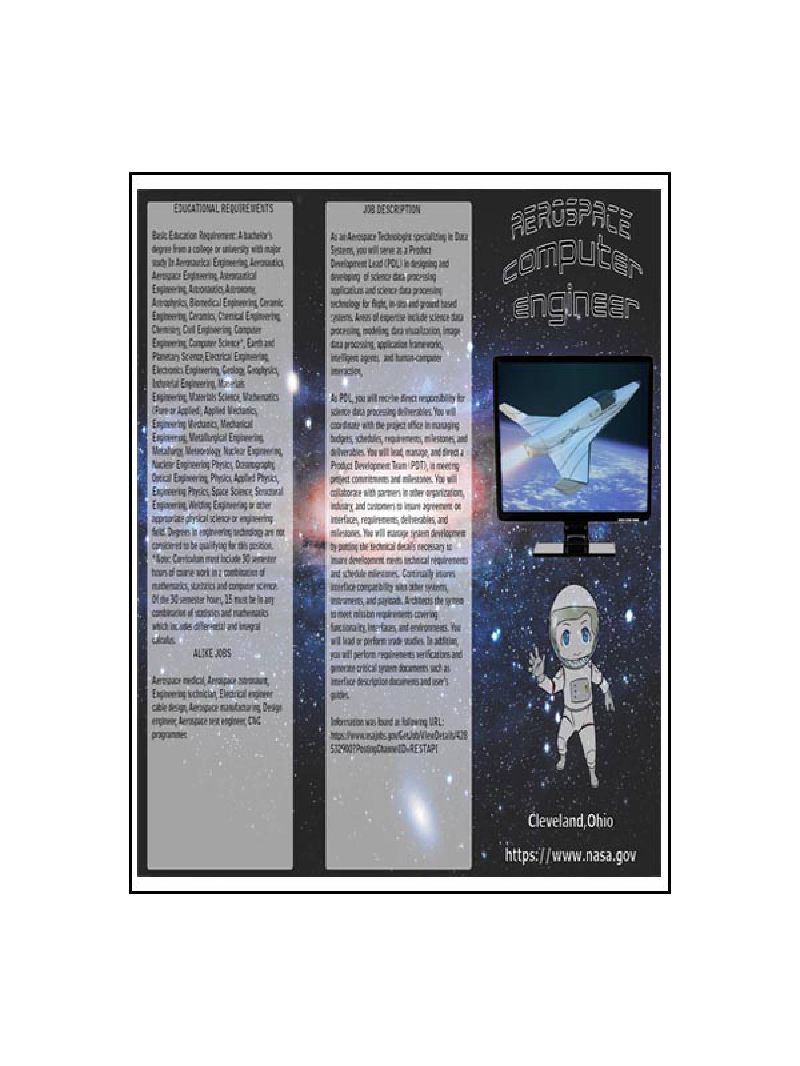 EDUCATIONAL REQUIREMENTS
Basic Education Requirement: A bachelor's
degree from a college or university with major
study in Aeronautical Engineering, Aeronautics,
Aerospace Engineering, Astronautical
Engineering, Astronautics, Astronomy,
Astrophysics, Biomedical Engineering, Ceramic
Engineering, Ceramics, Chemical Engineering,
Chemistry, Civil Engineering, Computer
Engineering, Computer Science*, Earth and
Planetary Science, Electrical Engineering,
Electronics Engineering, Geology, Geophysics,
Industrial Engineering, Materials
Engineering, Materials Science, Mathematics
(Pure or Applied), Applied Mechanics,
Engineering Mechanics, Mechanical
Engineering, Metallurgical Engineering,
Metallurgy, Meteorology, Nuclear Engineering,
Nuclear Engineering Physics, Oceanography,
Optical Engineering, Physics, Applied Physics,
Engineering Physics, Space Science, Structural
Engineering, Welding Engineering or other
appropriate physical science or engineering
field. Degrees in engineering technology are not
considered to be qualifying for this position.
*Note: Curriculum must include 30 semester
hours of course work in a combination of
mathematics, statistics and computer science.
Of the 30 semester hours, 15 must be in any
combination of statistics and mathematics
which includes differential and integral
calculus.
ALIKE JOBS
Aerospace medical, Aerospace astronaut,
Engineering technician, Electrical engineer
cable design, Aerospace manufacturing, Design
engineer, Aerospace test engineer, CNC
programmer.
JOB DESCRIPTION
As an Aerospace Technologist specializing in Data
Systems, you will serve as a Product
Development Lead (PDL) in designing and
developing of science data processing
applications and science data processing
technology for flight, in-situ and ground based
systems. Areas of expertise include science data
processing, modeling, data visualization, image
data processing, application frameworks,
intelligent agents, and human-computer
interaction,
As PDL, you will receive direct responsibility for
science data processing deliverables. You will
coordinate with the project office in managing
budgets, schedules, requirements, milestones, and
deliverables. You will lead, manage, and direct a
Product Development Team (PDT), in meeting
project commitments and milestones. You will
collaborate with partners in other organizations,
industry, and customers to insure agreement on
interfaces, requirements, deliverables, and
milestones. You will manage system development
by putting the technical details necessary to
insure development meets technical requirements
and schedule milestones. Continually insures
interface compatibility with other systems,
instruments, and payloads. Architects the system
to meet mission requirements covering
functionality, interfaces, and environments. You
will lead or perform trade studies. In addition,
you will perform requirements verifications and
generate critical system documents such as
interface description documents and user's
guides.
Information was found at following URL:
AEROSPACE
computer
engineer
Cleveland,Ohio
https://www.nasa.gov